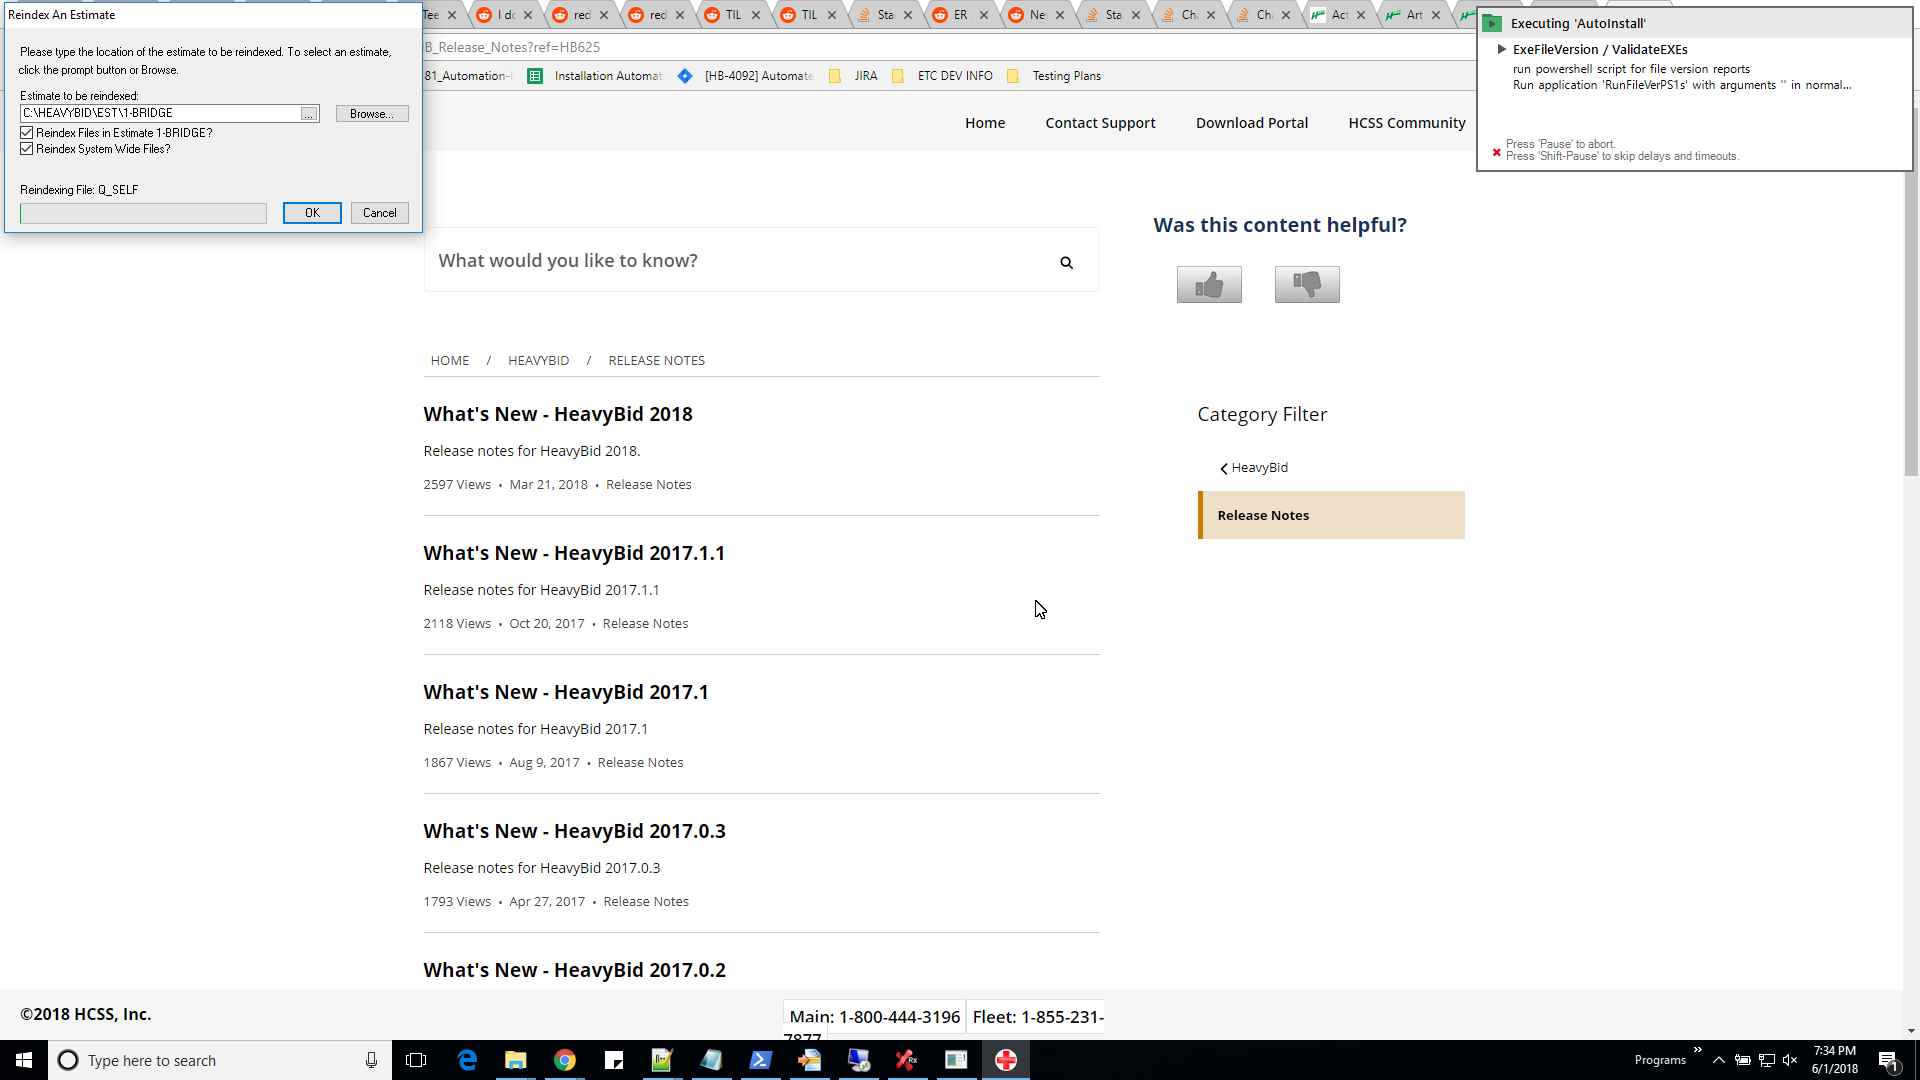 Reindex An Estimate
Please type the location of the estimate to be reindexed. To select an estimate,
click the prompt button or Browse.
Estimate to be reindexed:
C:\HEAVYBID\EST\1-BRIDGE
...
Browse...
Reindex Files in Estimate 1-BRIDGE?
Reindex System Wide Files?
Reindexing File: Q_SELF
OK
Cancel
Tee
I do
red
red
TIL
TIL
Sta
ER
Ne
Sta
Ch
Ch
Act
Art
B_Release_Notes?ref=HB625
81_Automation-
Installation Automat
[HB-4092] Automate
JIRA
ETC DEV INFO
Testing Plans
Executing 'AutoInstall'
ExeFileVersion / ValidateEXEs
run powershell script for file version reports
Run application 'RunFileVerPS1s' with arguments '' in normal...
Press 'Pause' to abort.
Press 'Shift-Pause' to skip delays and timeouts.
Home
Contact Support
Download Portal
HCSS Community
What would you like to know?
Was this content helpful?
HOME / HEAVYBID / RELEASE NOTES
What's New - HeavyBid 2018
Release notes for HeavyBid 2018.
2597 Views • Mar 21, 2018 • Release Notes
What's New - HeavyBid 2017.1.1
Release notes for HeavyBid 2017.1.1
2118 Views • Oct 20, 2017 • Release Notes
What's New - HeavyBid 2017.1
Release notes for HeavyBid 2017.1
1867 Views • Aug 9, 2017 • Release Notes
What's New - HeavyBid 2017.0.3
Release notes for HeavyBid 2017.0.3
1793 Views • Apr 27, 2017 • Release Notes
What's New - HeavyBid 2017.0.2
Category Filter
HeavyBid
Release Notes
©2018 HCSS, Inc.
Main: 1-800-444-3196
Fleet: 1-855-231-
7877
Type here to search
Programs
7:34 PM
6/1/2018
1